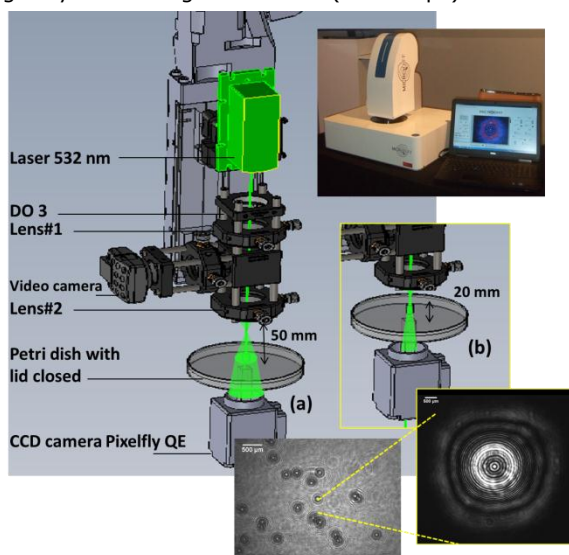 Laser 532 nm
DO 3
Lens#1
Video camera
Lens#2
50 mm
Petri dish with
lid closed
(a)
CCD camera Pixelfly QE
20 mm
(b)
500 µm